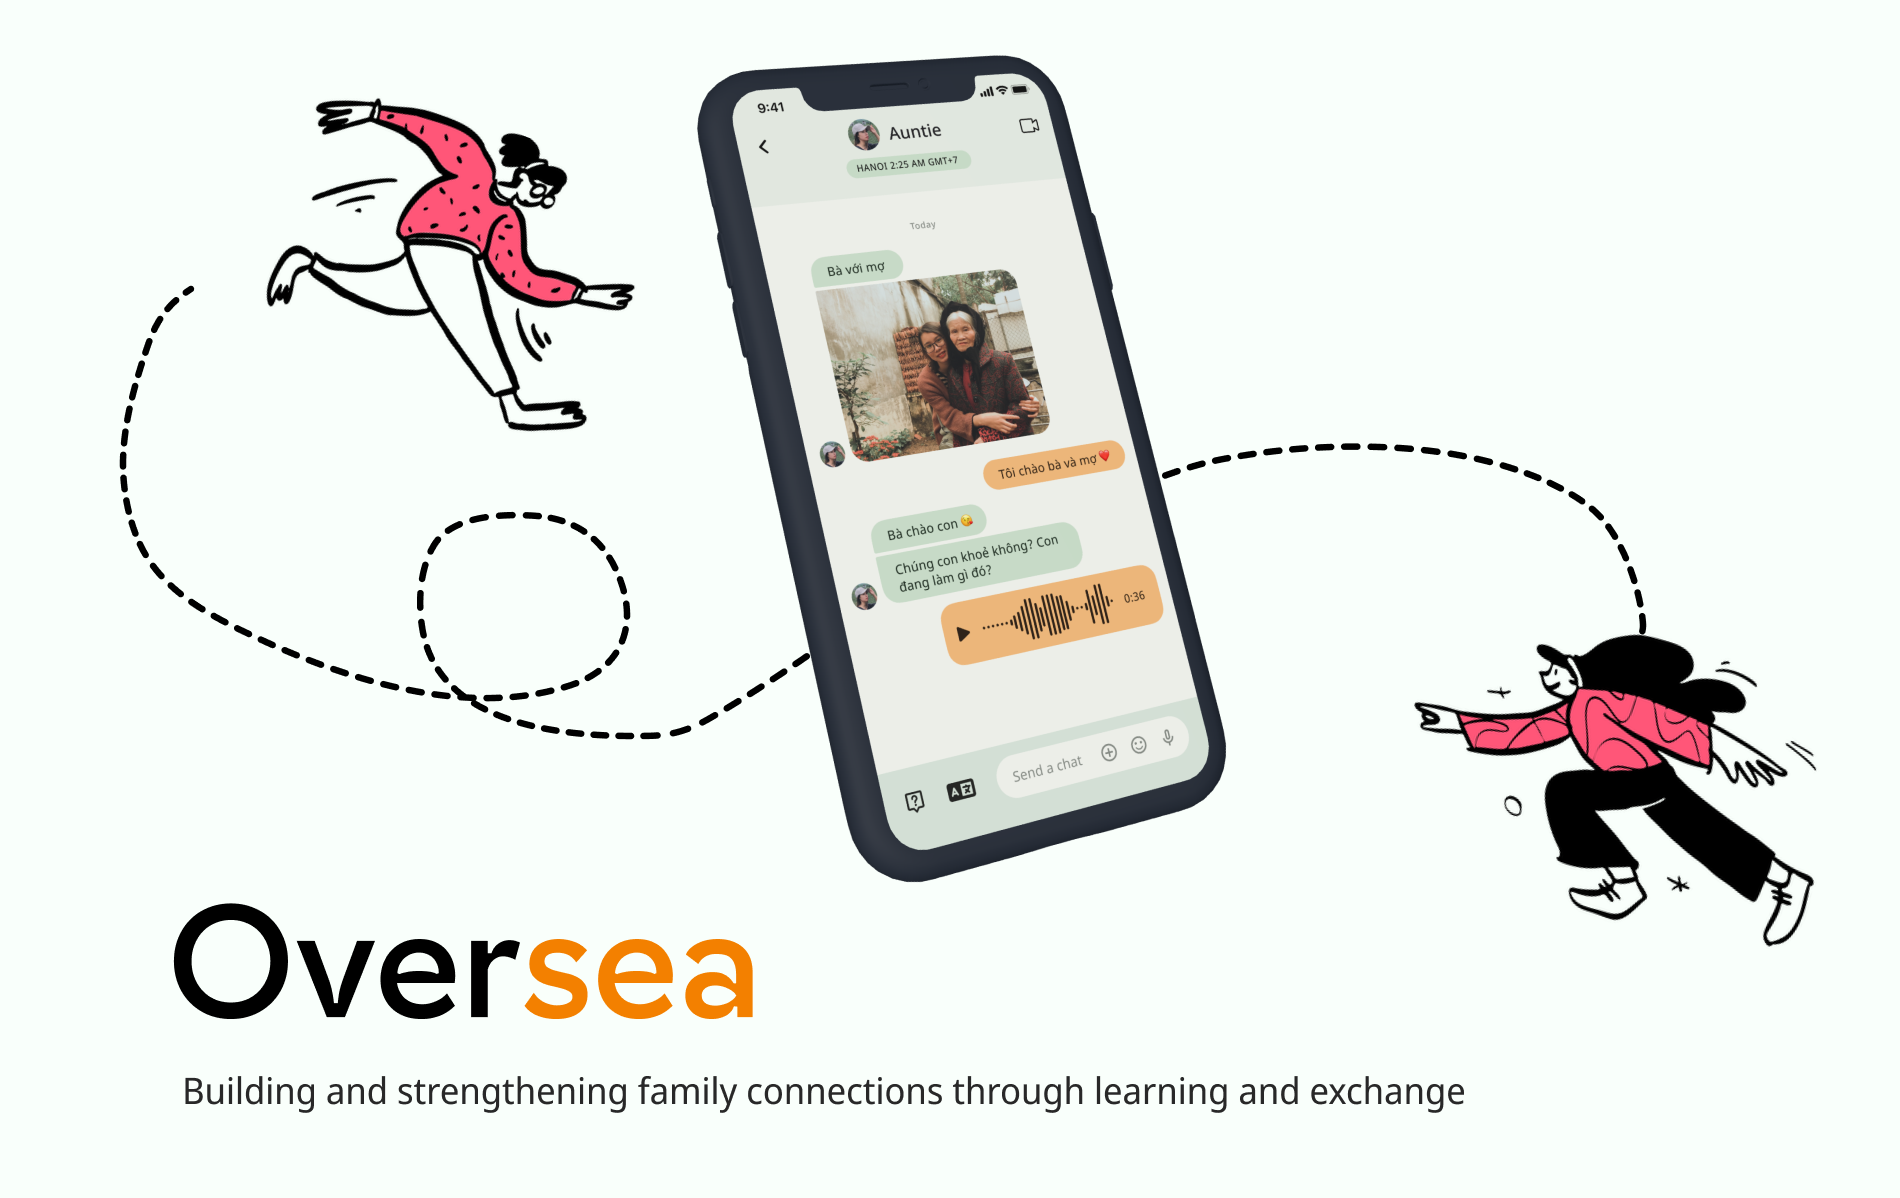 9:41
Auntie
HANOI 2:25 AM GMT+7
Today
Bà với mợ
Tôi chào bà và mợ❤️
Bà chào con 😘
Chúng con khoẻ không? Con
đang làm gì đó?
0:36
Send a chat
Oversea
Building and strengthening family connections through learning and exchange